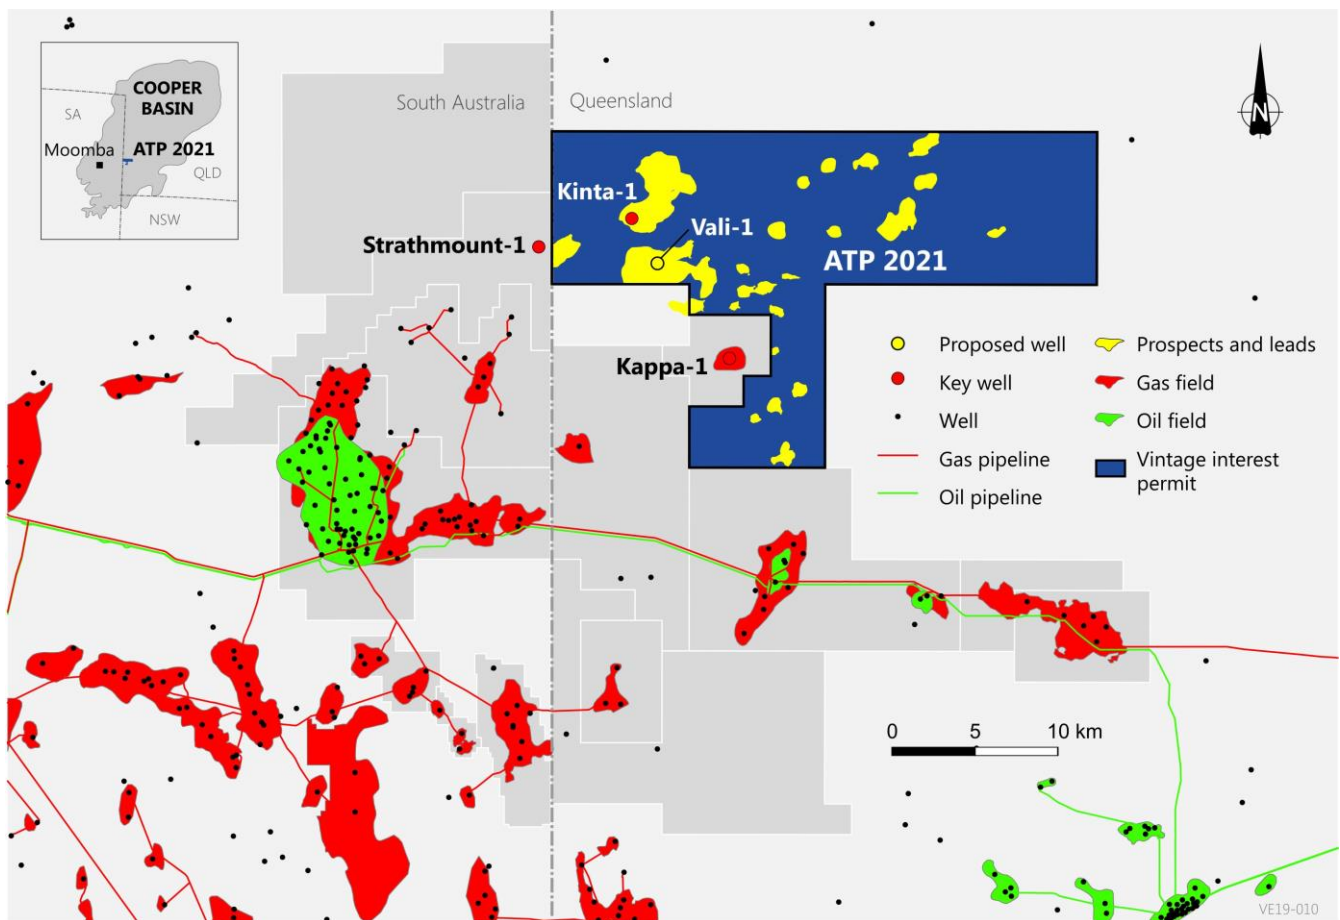 COOPER
BASIN
SA
Moomba
ATP 2021
QLD
NSW
South Australia
Queensland
N
Kinta-1
Vali-1
Strathmount-1
ATP 2021
Kappa-1
Proposed well
Key well
Well
Gas pipeline
Oil pipeline
Prospects and leads
Gas field
Oil field
Vintage interest
permit
0 5 10 km
VE19-010